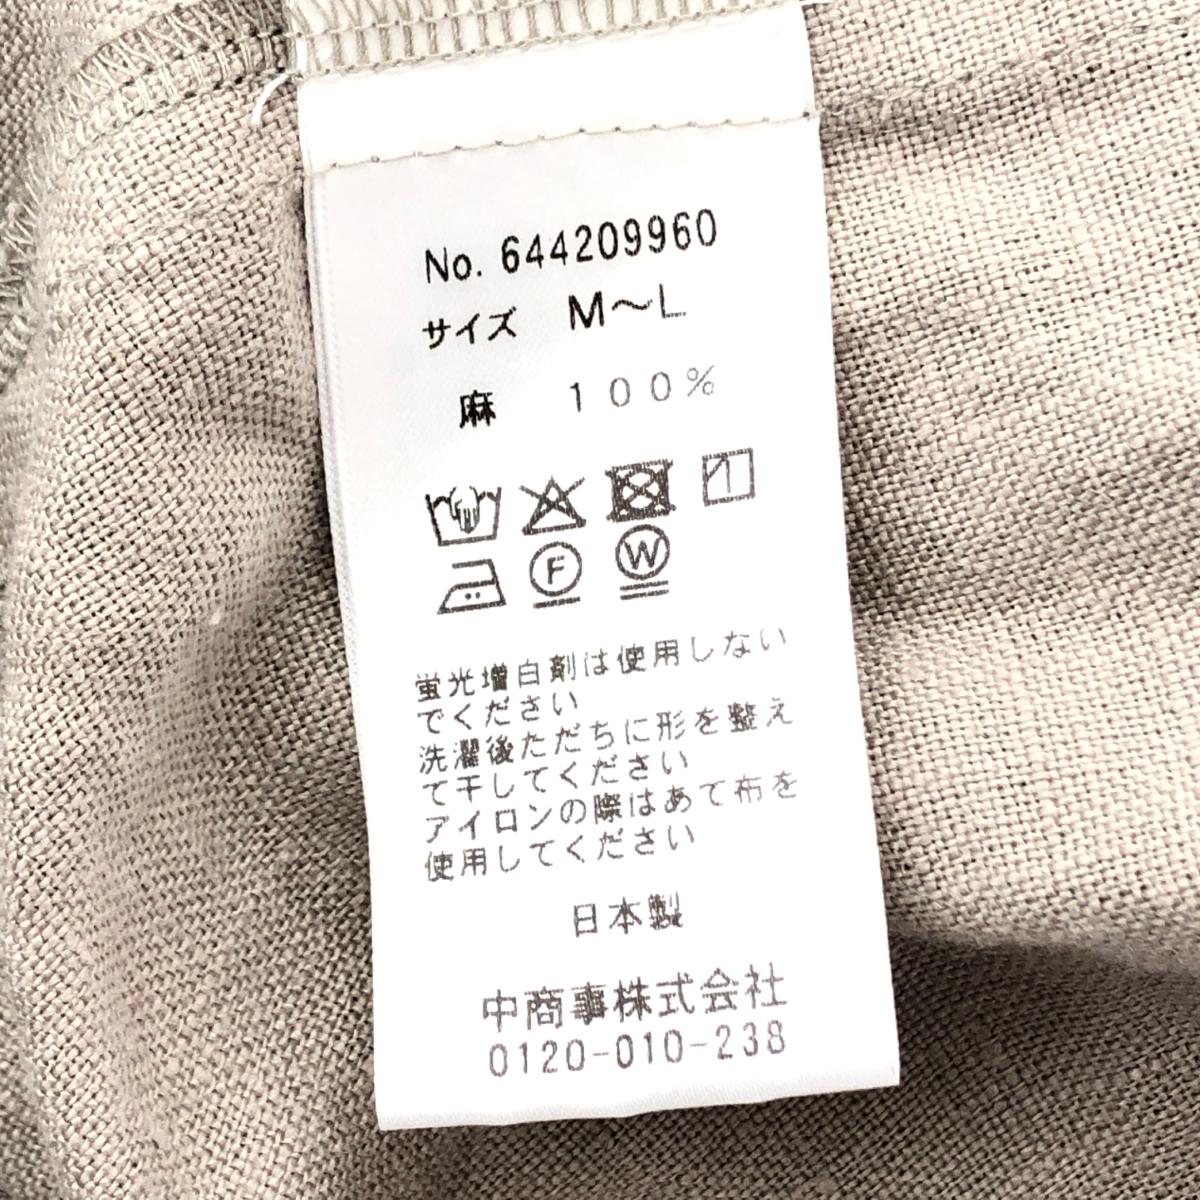 No. 644209960
サイズ M〜L
麻 100%
F W
蛍光増白剤は使用しない
でください
洗濯後ただちに形を整え
て干してください
アイロンの際はあて布を
使用してください
日本製
中商事株式会社
0120-010-238